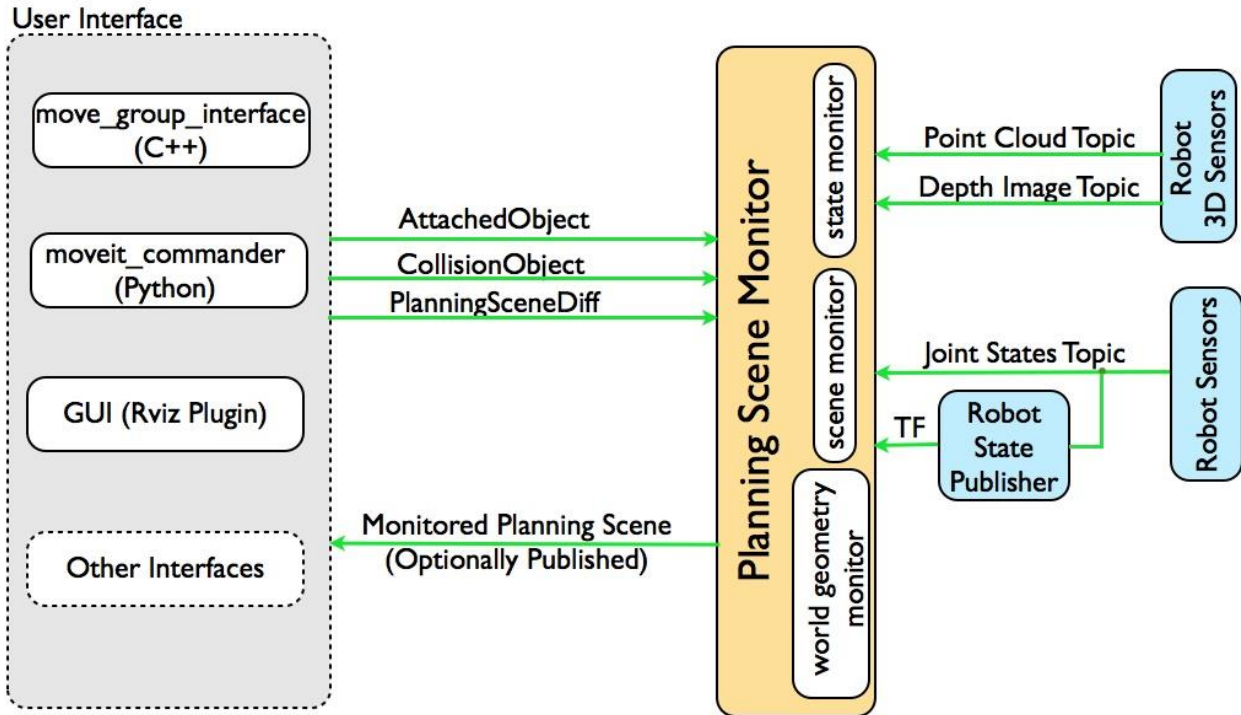 User Interface
move_group_interface
(C++)
moveit_commander
(Python)
GUI (Rviz Plugin)
Other Interfaces
AttachedObject
CollisionObject
PlanningSceneDiff
Monitored Planning Scene
(Optionally Published)
Planning Scene Monitor
state monitor
scene monitor
world geometry
monitor
Point Cloud Topic
Depth Image Topic
Joint States Topic
TF
Robot
State
Publisher
Robot
3D Sensors
Robot Sensors